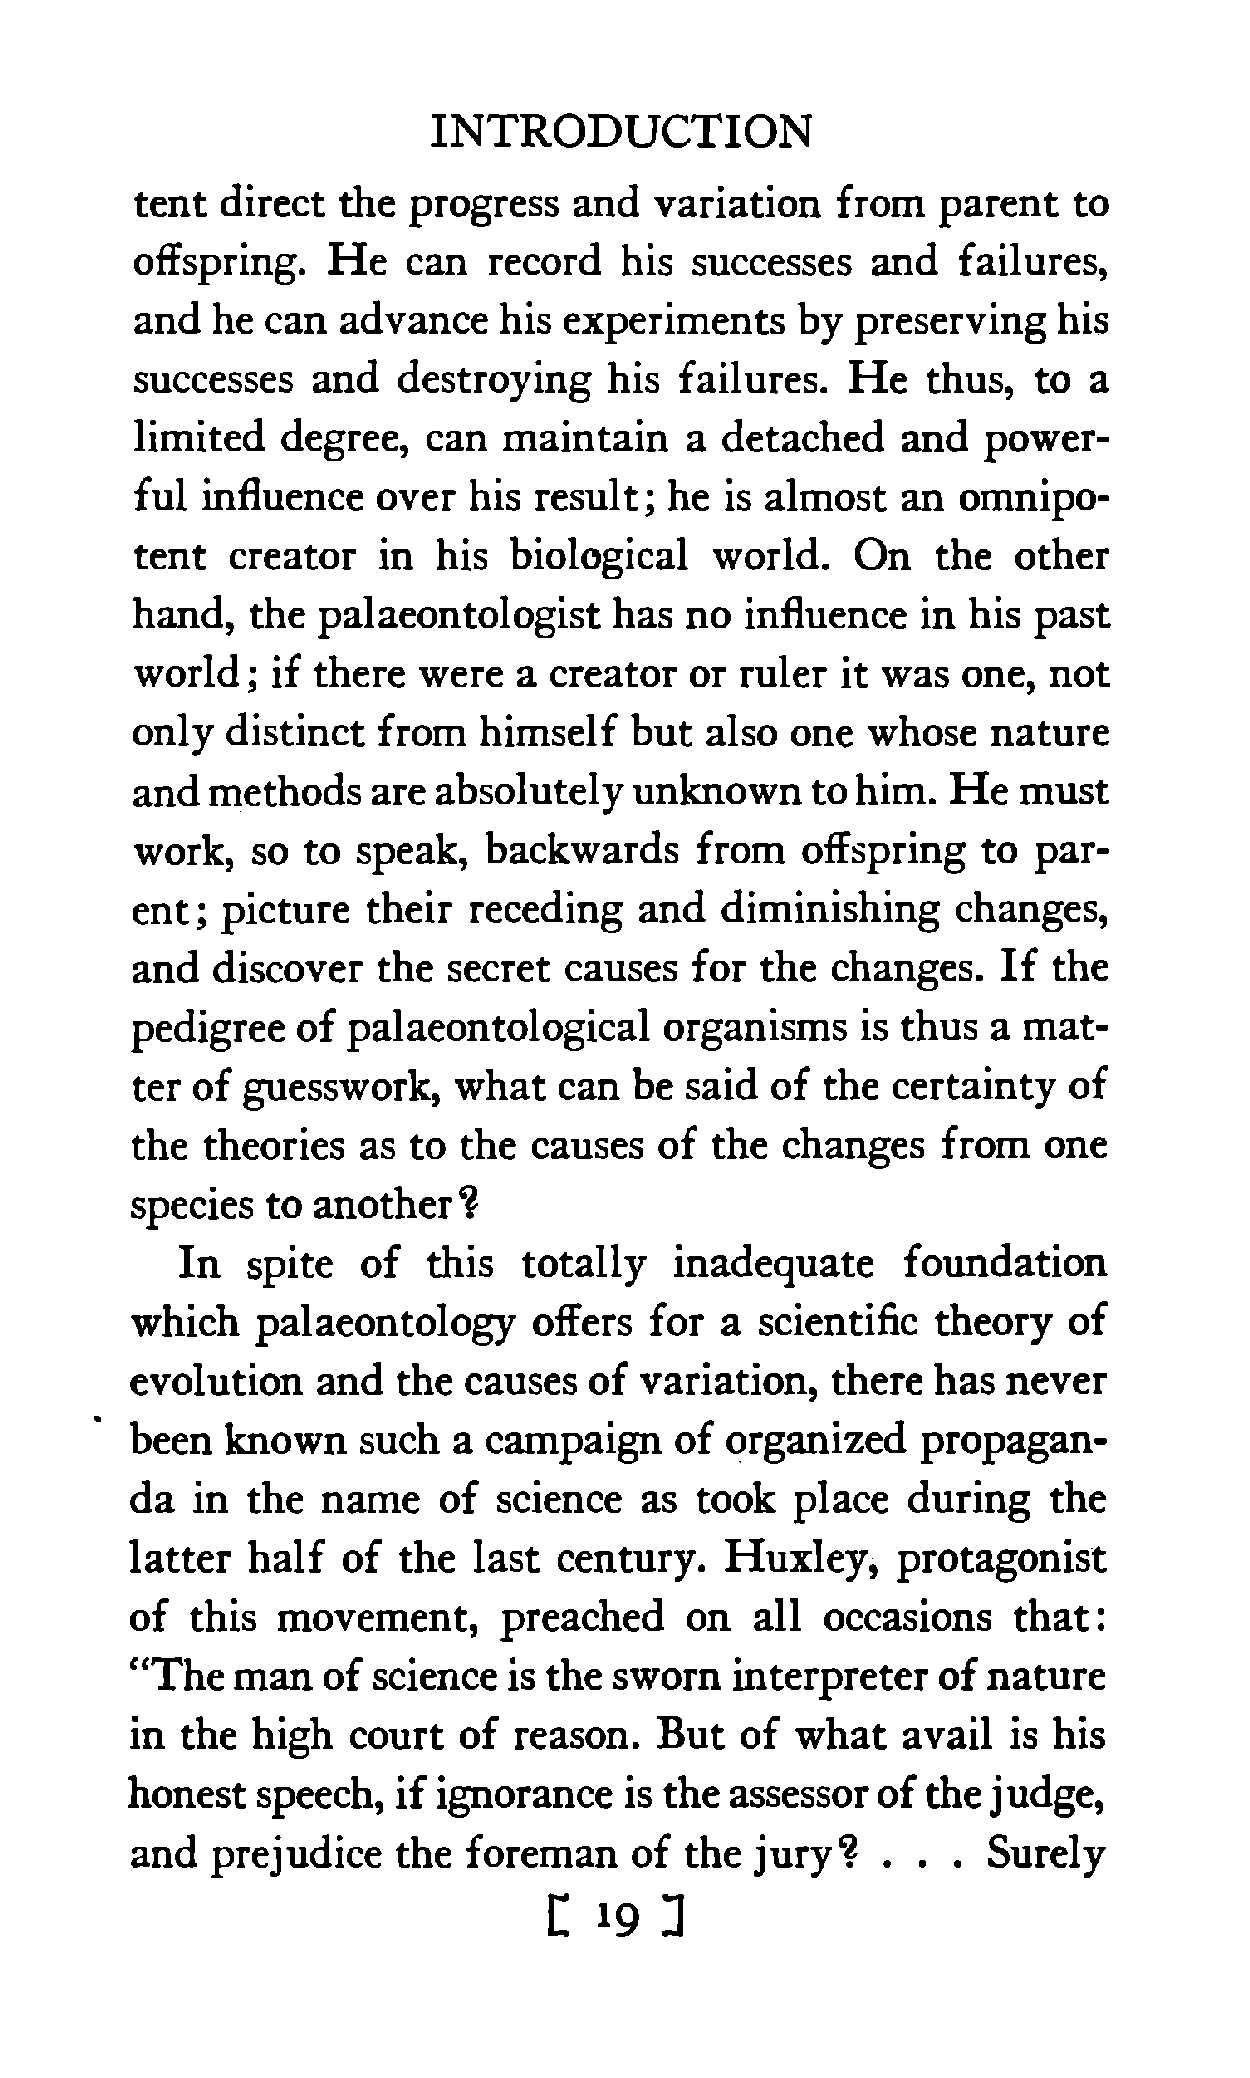 INTRODUCTION
tent direct the progress and variation from parent to
offspring. He can record his successes and failures,
and he can advance his experiments by preserving his
successes and destroying his failures. He thus, to a
limited degree, can maintain a detached and power-
ful influence over his result; he is almost an omnipo-
tent creator in his biological world. On the other
hand, the palaeontologist has no influence in his past
world; if there were a creator or ruler it was one, not
only distinct from himself but also one whose nature
and methods are absolutely unknown to him. He must
work, so to speak, backwards from offspring to par-
ent; picture their receding and diminishing changes,
and discover the secret causes for the changes. If the
pedigree of palaeontological organisms is thus a mat-
ter of guesswork, what can be said of the certainty of
the theories as to the causes of the changes from one
species to another?
In spite of this totally inadequate foundation
which palaeontology offers for a scientific theory of
evolution and the causes of variation, there has never
been known such a campaign of organized propagan-
da in the name of science as took place during the
latter half of the last century. Huxley, protagonist
of this movement, preached on all occasions that:
“The man of science is the sworn interpreter of nature
in the high court of reason. But of what avail is his
honest speech, if ignorance is the assessor of the judge,
and prejudice the foreman of the jury? . . . Surely
[ 19 ]